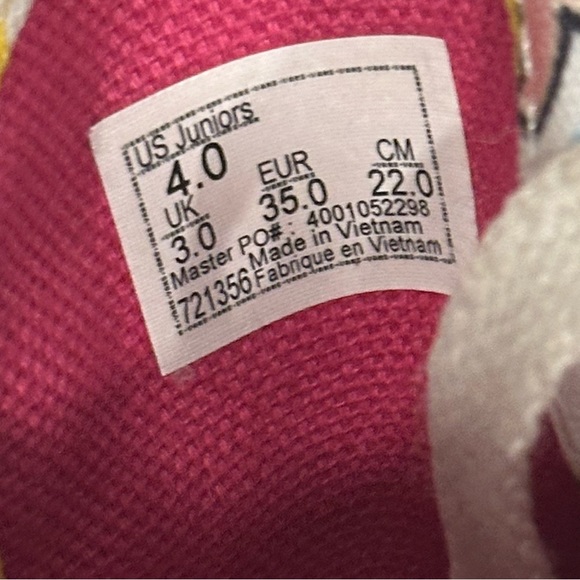 US Juniors
4.0 EUR CM
UK 35.0 22.0
3.0
Master PO#: 4001052298
Made in Vietnam
721356 Fabrique en Vietnam